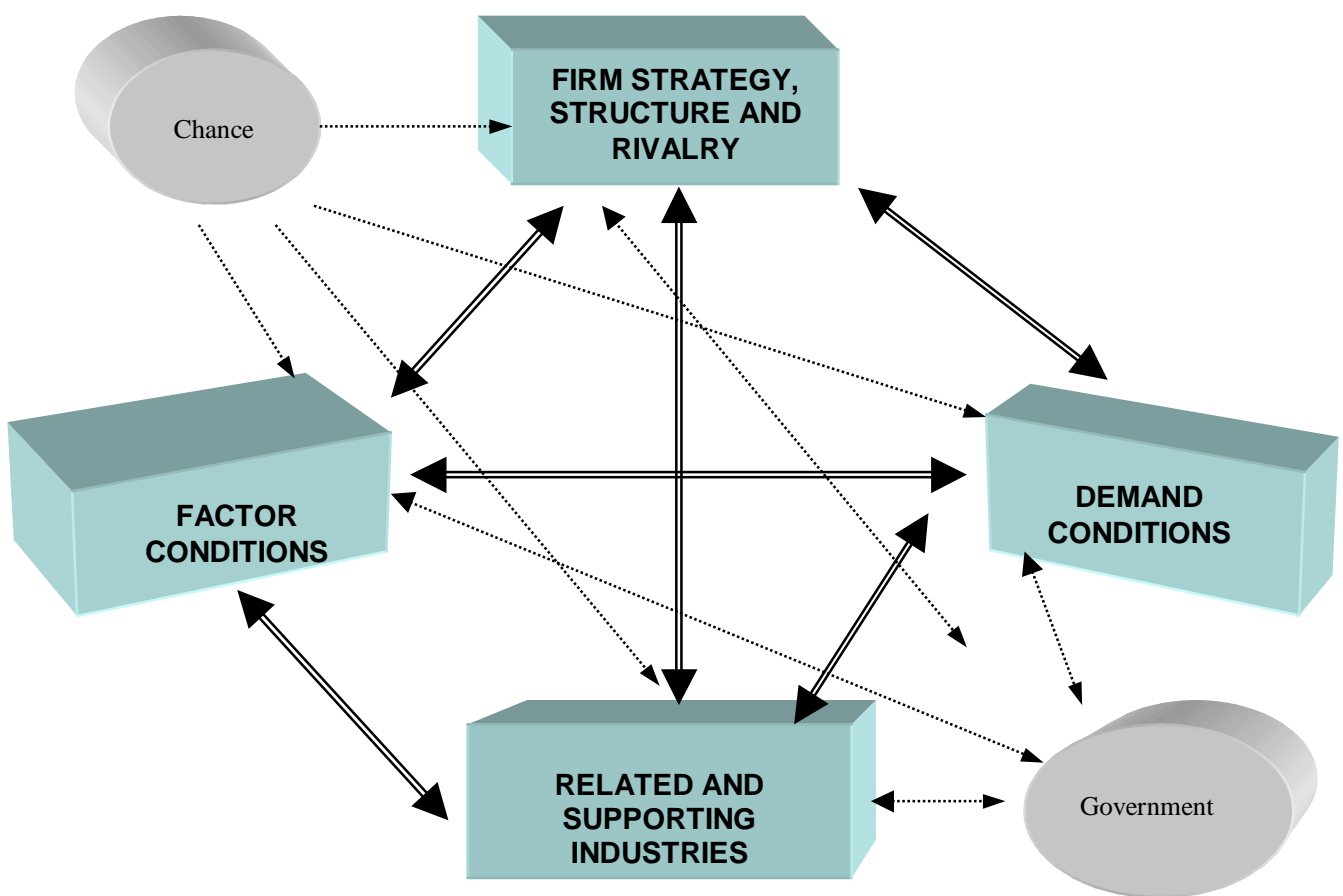 FIRM STRATEGY,
STRUCTURE AND
RIVALRY
Chance
FACTOR
CONDITIONS
DEMAND
CONDITIONS
RELATED AND
SUPPORTING
INDUSTRIES
Government